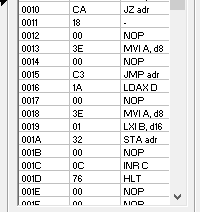 0010 CA JZ adr
0011 18 -
0012 00 NOP
0013 3E MVI A, d8
0014 00 NOP
0015 C3 JMP adr
0016 1A LDAX D
0017 00 NOP
0018 3E MVI A, d8
0019 01 LXI B, d16
001A 32 STA adr
001B 00 NOP
001C 0C INR C
001D 76 HLT
001E 00 NOP
001F 00 NOP